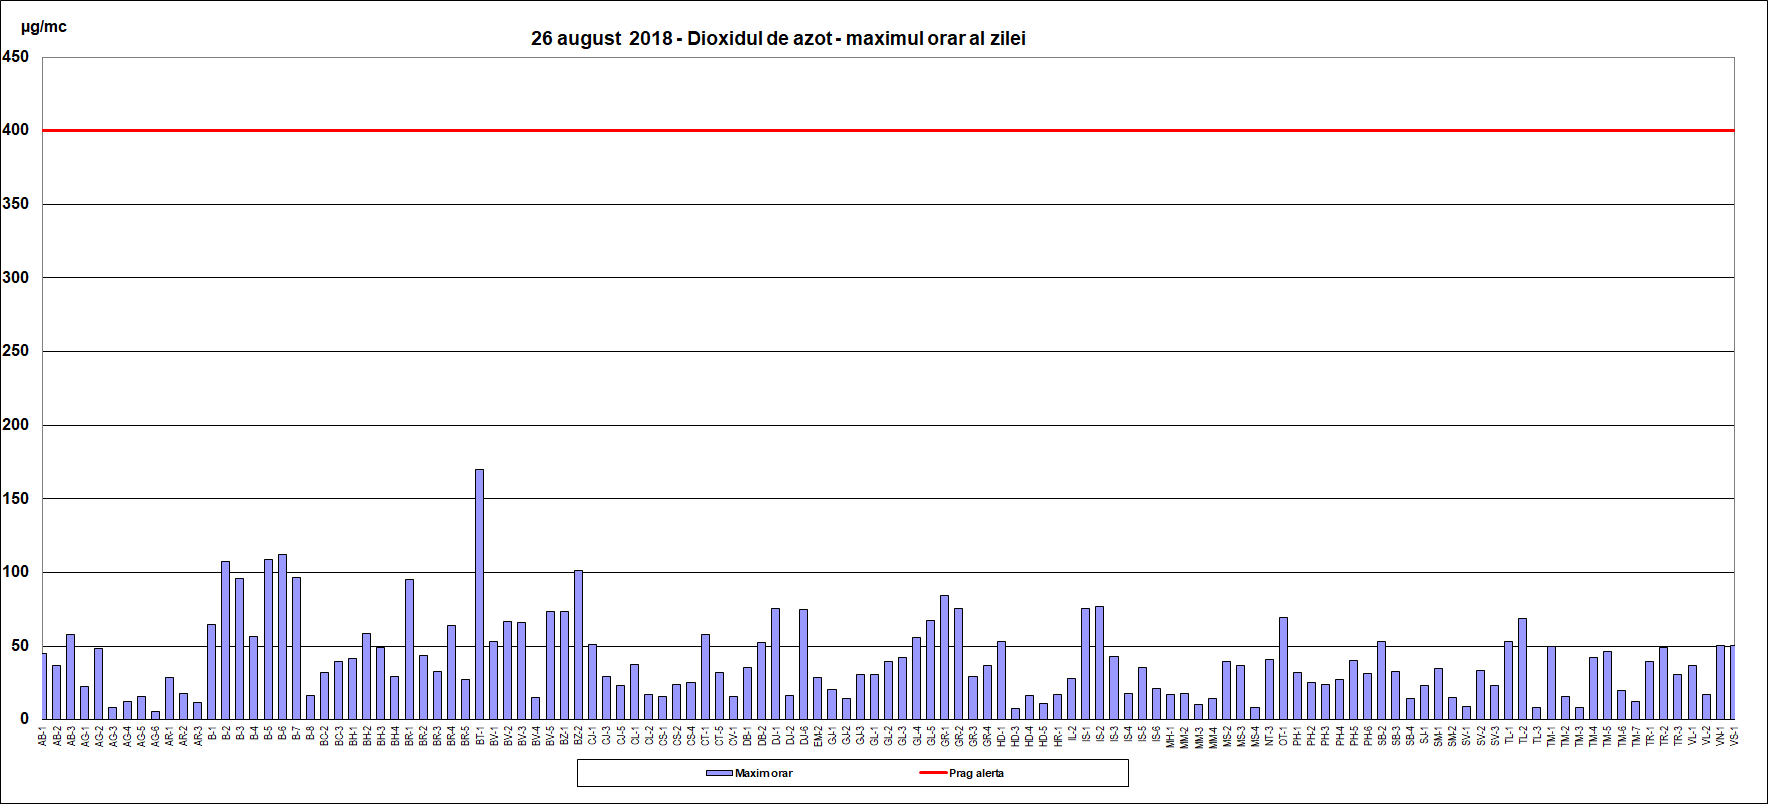 µg/mc
26 august 2018 - Dioxidul de azot - maximul orar al zilei
450
400
350
300
250
200
150
100
50
0
AB-1 AB-2 AB-3 AG-1 AG-2 AG-3 AG-4 AG-5 AG-6 AR-1 AR-2 AR-3 B-1 B-2 B-3 B-4 B-5 B-6 B-7 B-8 BC-2 BC-3 BH-1 BH-2 BH-3 BH-4 BR-1 BR-2 BR-3 BR-4 BR-5 BT-1 BV-1 BV-2 BV-3 BV-4 BV-5 BZ-1 BZ-2 CJ-1 CJ-3 CJ-5 CL-1 CL-2 CS-1 CS-2 CS-4 CT-1 CT-5 CV-1 DB-1 DB-2 DJ-1 DJ-2 DJ-6 EM-2 GJ-1 GJ-2 GJ-3 GL-1 GL-2 GL-3 GL-4 GL-5 GR-1 GR-2 GR-3 GR-4 HD-1 HD-3 HD-4 HD-5 HR-1 IL-2 IS-1 IS-2 IS-3 IS-4 IS-5 IS-6 MH-1 MM-2 MM-3 MM-4 MS-2 MS-3 MS-4 NT-3 OT-1 PH-1 PH-2 PH-3 PH-4 PH-5 PH-6 SB-2 SB-3 SB-4 SJ-1 SM-1 SM-2 SV-1 SV-2 SV-3 TL-1 TL-2 TL-3 TM-1 TM-2 TM-3 TM-4 TM-5 TM-6 TM-7 TR-1 TR-2 TR-3 VL-1 VL-2 VN-1 VS-1
Maxim orar Prag alerta